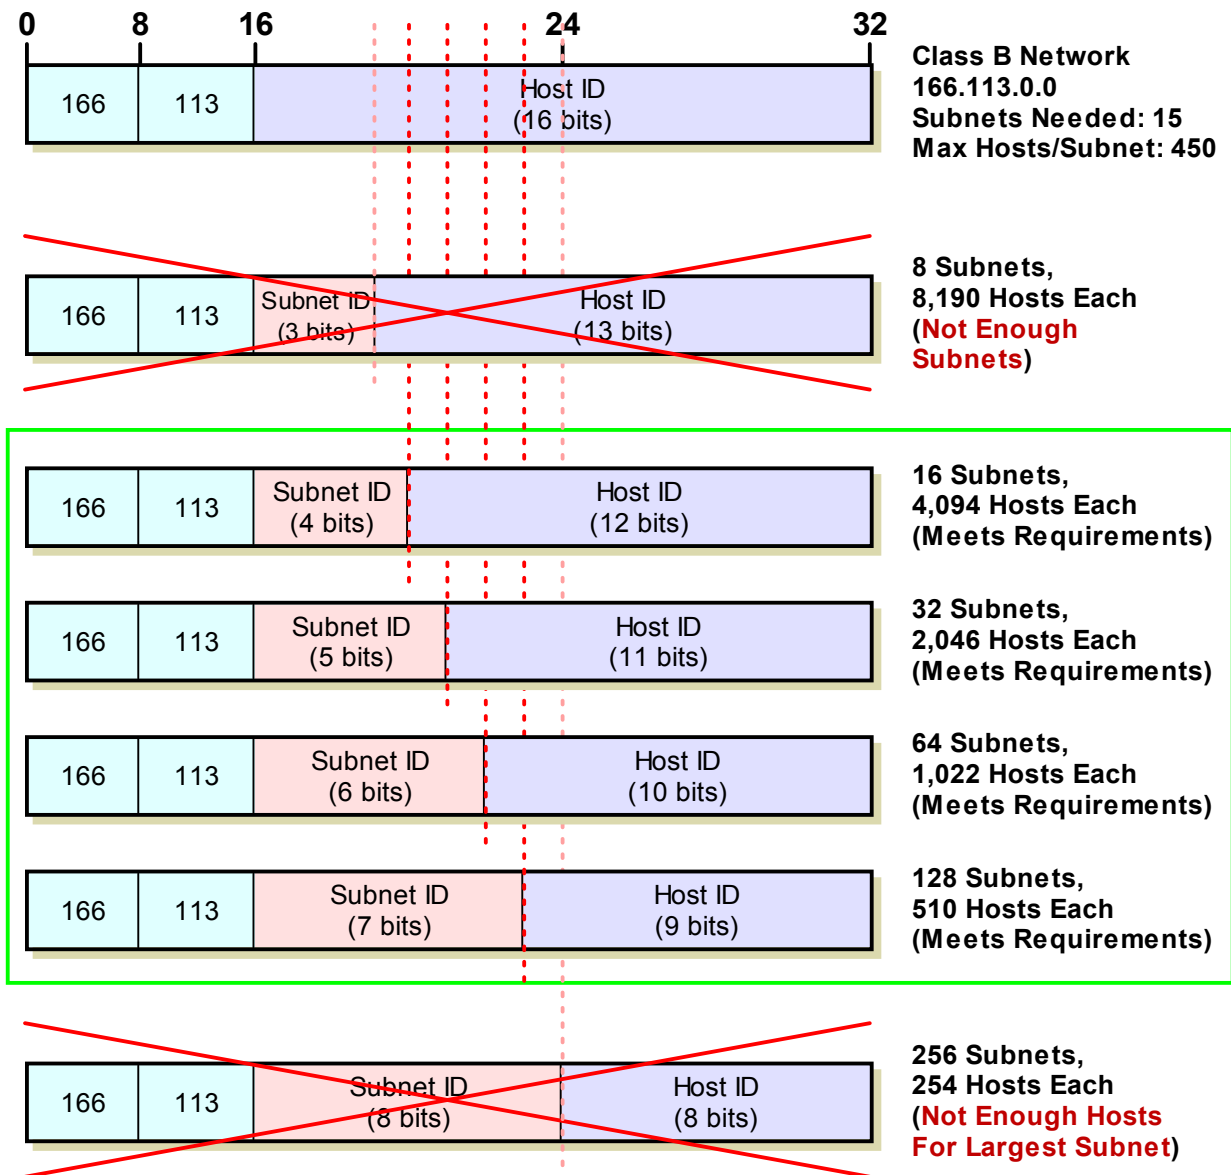 0 8 16 24 32
166 113 Host ID
(16 bits)
Class B Network
166.113.0.0
Subnets Needed: 15
Max Hosts/Subnet: 450
166 113 Subnet ID
(3 bits)
Host ID
(13 bits)
8 Subnets,
8,190 Hosts Each
(Not Enough
Subnets)
166 113 Subnet ID
(4 bits)
Host ID
(12 bits)
16 Subnets,
4,094 Hosts Each
(Meets Requirements)
166 113 Subnet ID
(5 bits)
Host ID
(11 bits)
32 Subnets,
2,046 Hosts Each
(Meets Requirements)
166 113 Subnet ID
(6 bits)
Host ID
(10 bits)
64 Subnets,
1,022 Hosts Each
(Meets Requirements)
166 113 Subnet ID
(7 bits)
Host ID
(9 bits)
128 Subnets,
510 Hosts Each
(Meets Requirements)
166 113 Subnet ID
(8 bits)
Host ID
(8 bits)
256 Subnets,
254 Hosts Each
(Not Enough Hosts
For Largest Subnet)